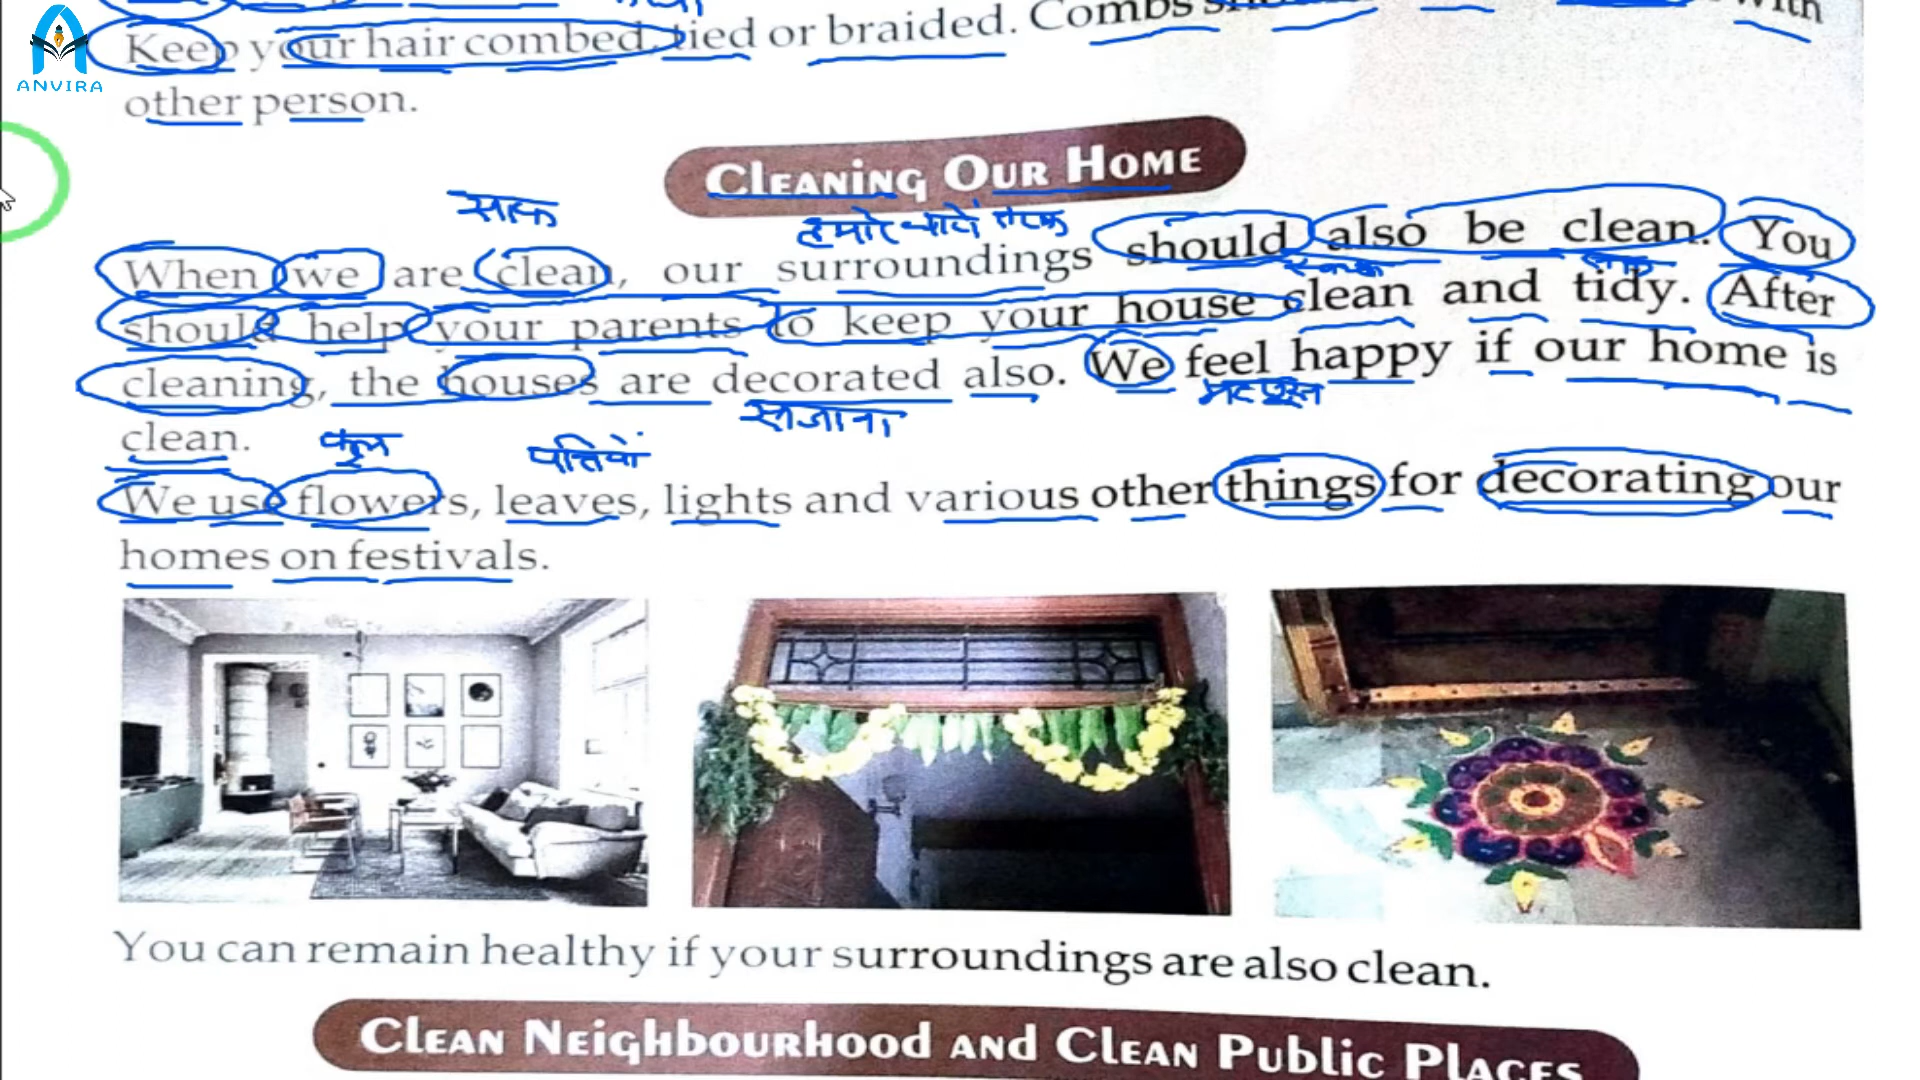 ANVIRA
Keep your hair combed, tied or braided. Combs
with
other person.
Cleaning Our Home
साफ
हमारे चारों तरफ
When we are clean, our surroundings should also be clean. You
should help your parents to keep your house clean and tidy. After
cleaning, the houses are decorated also. We feel happy if our home is
सजाना
clean.
फूल
पत्तियों
We use flowers, leaves, lights and various other things for decorating our
homes on festivals.
You can remain healthy if your surroundings are also clean.
Clean Neighbourhood and Clean Public Places